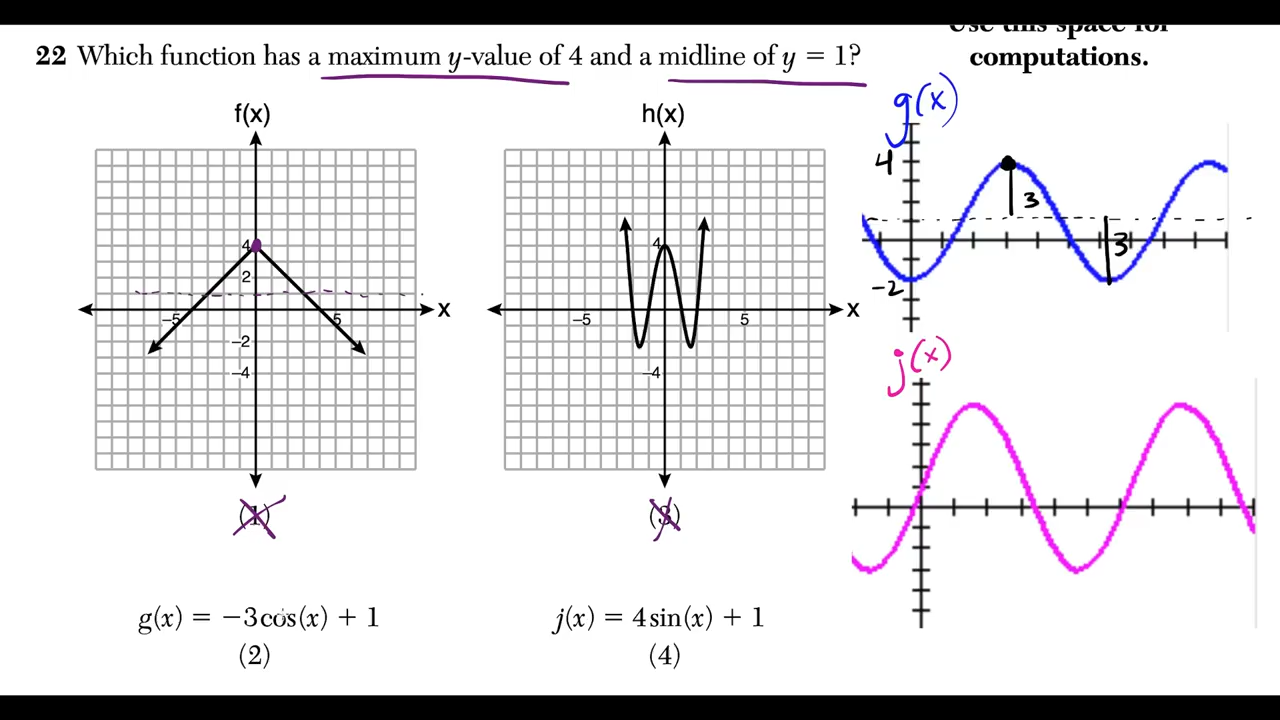 Use this space for
computations.
22 Which function has a maximum y-value of 4 and a midline of y = 1?
f(x)
4
2
-5
5
x
-2
-4
(1)
h(x)
4
-5
5
x
-4
(3)
g(x)
4
3
3
-2
j(x)
g(x) = −3cos(x) + 1
(2)
j(x) = 4sin(x) + 1
(4)